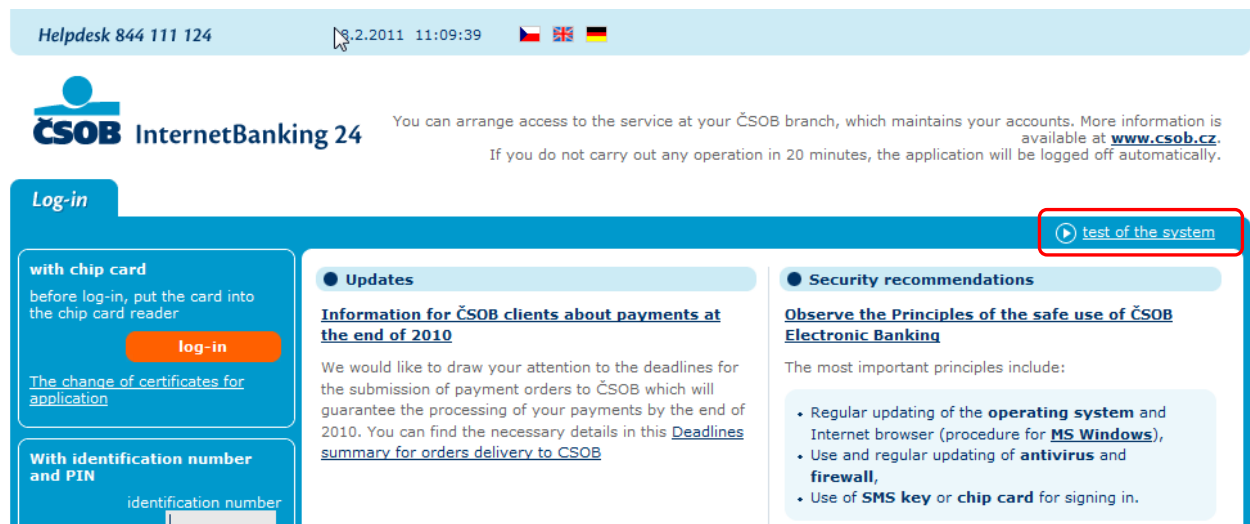 Helpdesk 844 111 124
8.2.2011 11:09:39
ČSOB InternetBanking 24
You can arrange access to the service at your ČSOB branch, which maintains your accounts. More information is
available at www.csob.cz.
If you do not carry out any operation in 20 minutes, the application will be logged off automatically.
Log-in
test of the system
with chip card
before log-in, put the card into
the chip card reader
log-in
The change of certificates for
application
With identification number
and PIN
identification number
Updates
Information for ČSOB clients about payments at
the end of 2010
We would like to draw your attention to the deadlines for
the submission of payment orders to ČSOB which will
guarantee the processing of your payments by the end of
2010. You can find the necessary details in this Deadlines
summary for orders delivery to CSOB
Security recommendations
Observe the Principles of the safe use of ČSOB
Electronic Banking
The most important principles include:
• Regular updating of the operating system and
Internet browser (procedure for MS Windows),
• Use and regular updating of antivirus and
firewall,
• Use of SMS key or chip card for signing in.